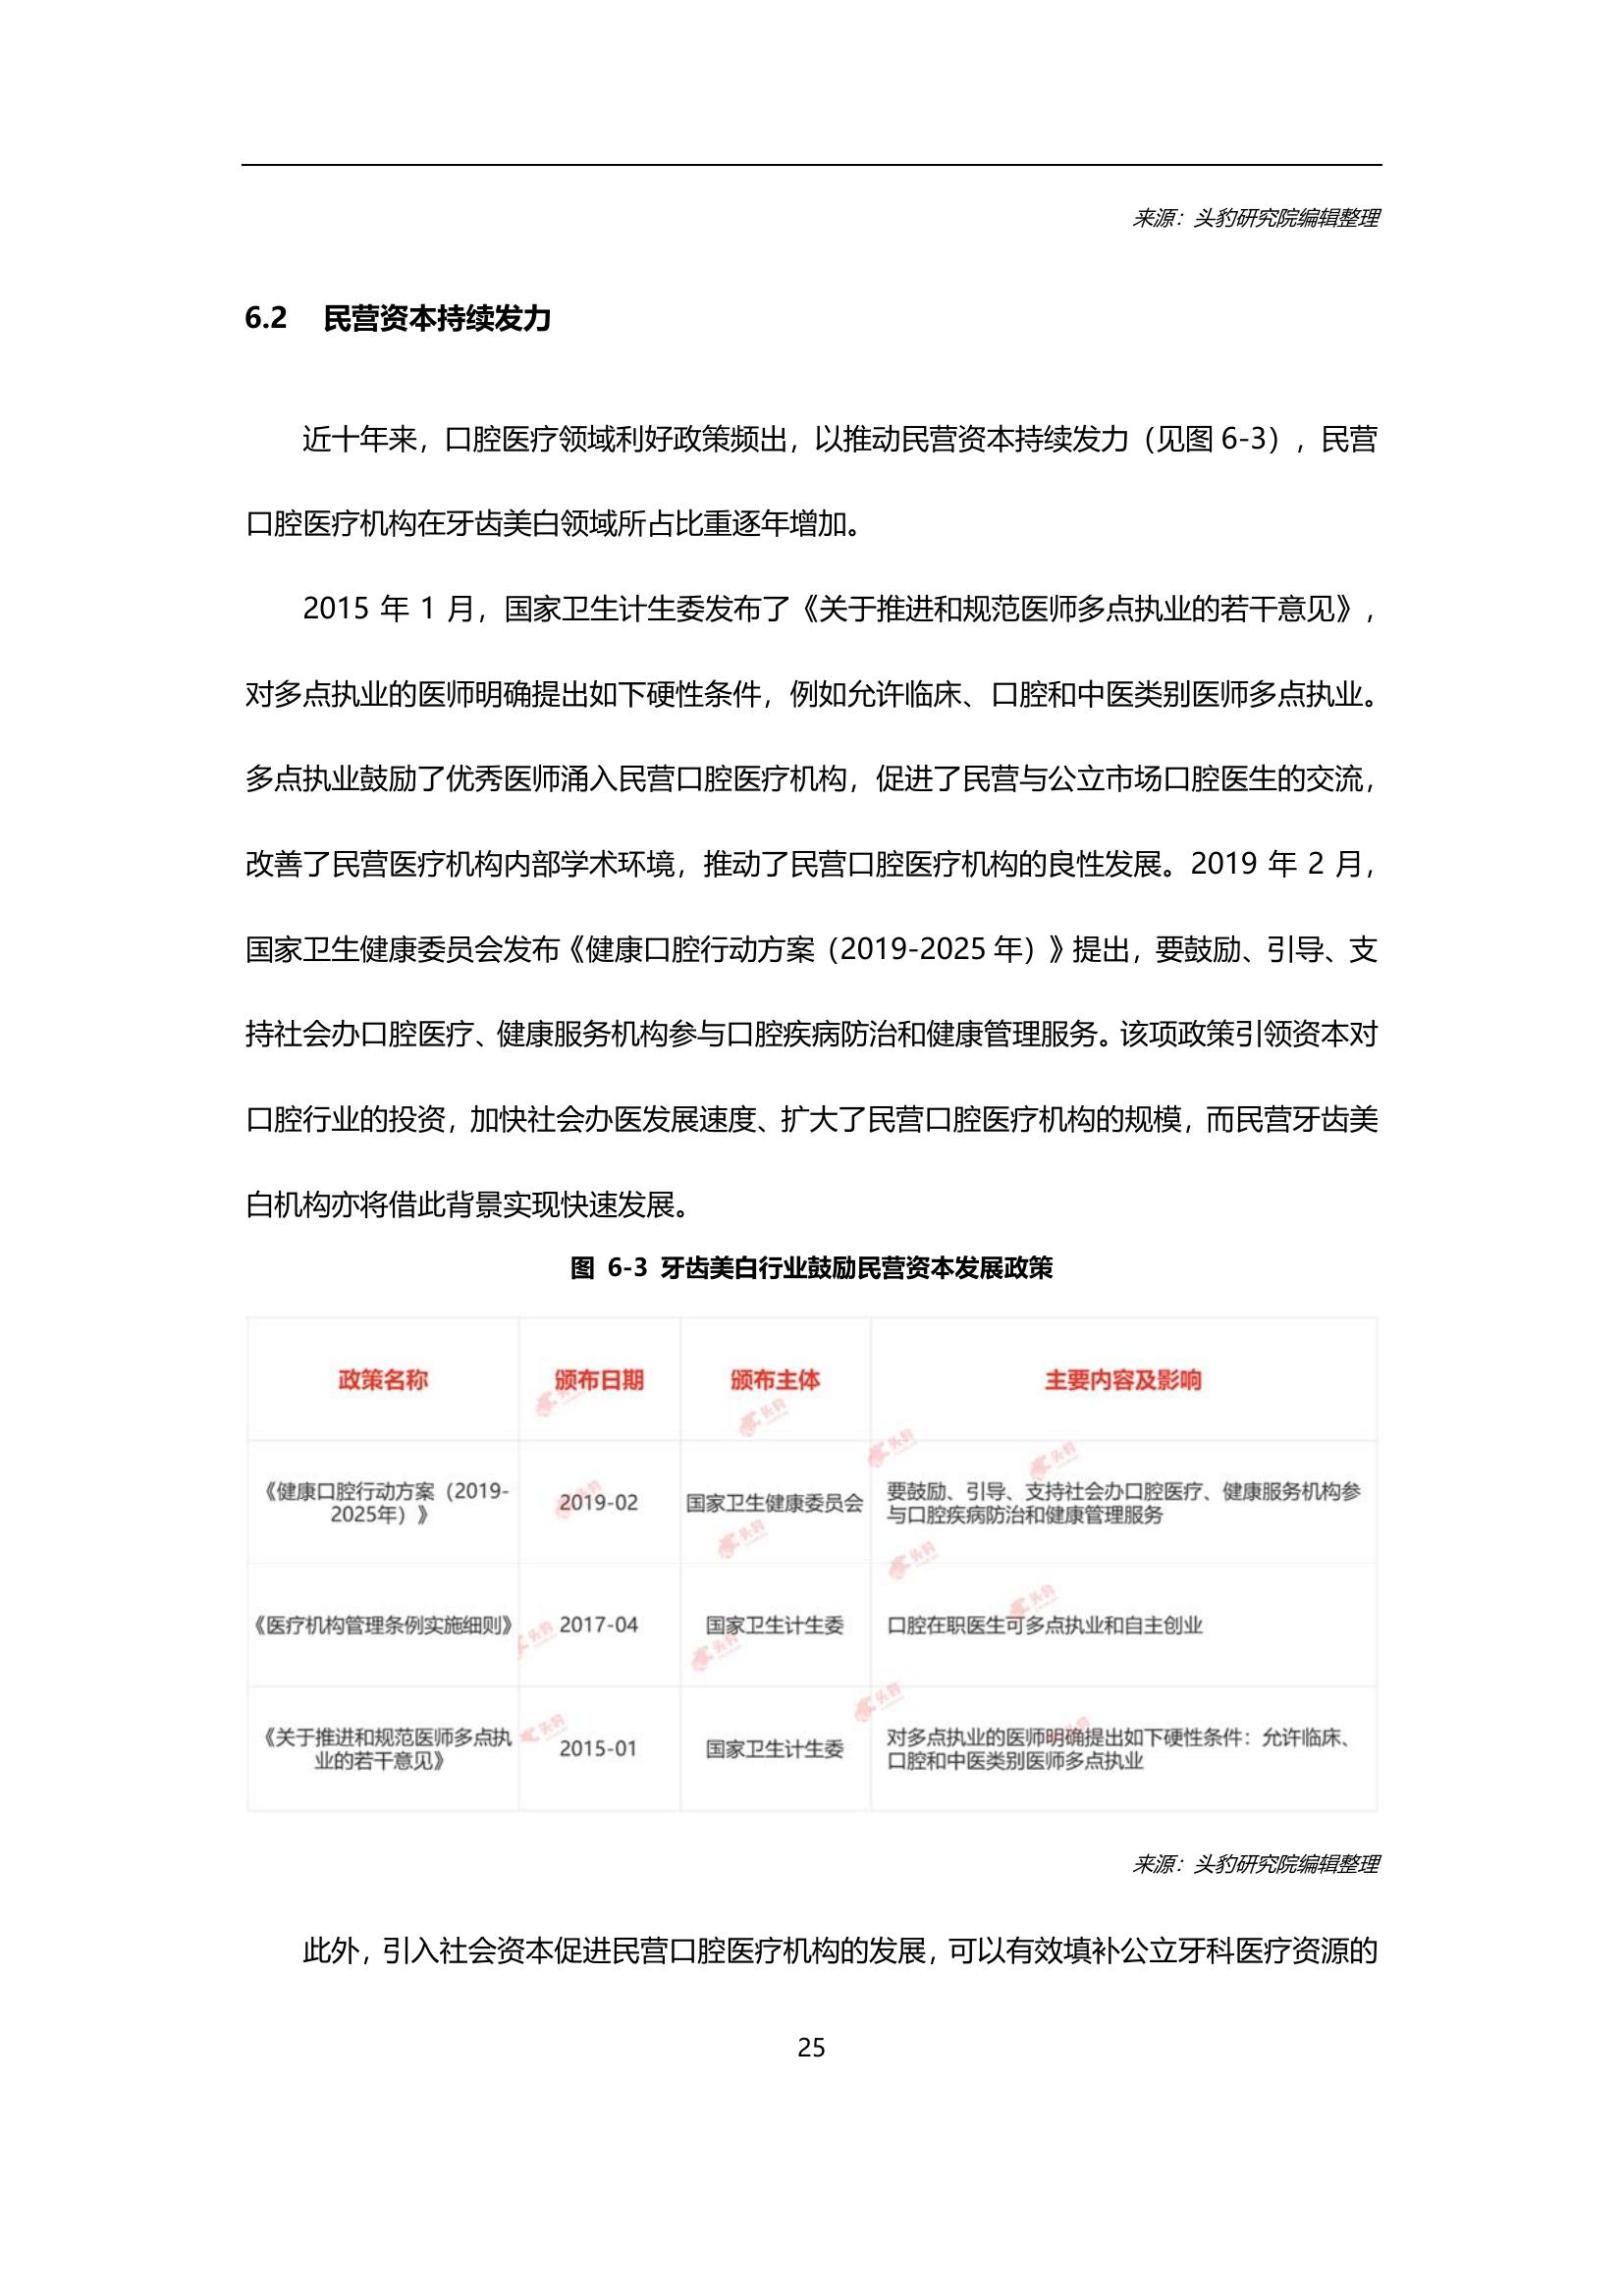 来源：头豹研究院编辑整理
6.2 民营资本持续发力
近十年来，口腔医疗领域利好政策频出，以推动民营资本持续发力（见图 6-3），民营
口腔医疗机构在牙齿美白领域所占比重逐年增加。
2015 年 1 月，国家卫生计生委发布了《关于推进和规范医师多点执业的若干意见》，
对多点执业的医师明确提出如下硬性条件，例如允许临床、口腔和中医类别医师多点执业。
多点执业鼓励了优秀医师涌入民营口腔医疗机构，促进了民营与公立市场口腔医生的交流，
改善了民营医疗机构内部学术环境，推动了民营口腔医疗机构的良性发展。2019 年 2 月，
国家卫生健康委员会发布《健康口腔行动方案（2019-2025 年）》提出，要鼓励、引导、支
持社会办口腔医疗、健康服务机构参与口腔疾病防治和健康管理服务。该项政策引领资本对
口腔行业的投资，加快社会办医发展速度、扩大了民营口腔医疗机构的规模，而民营牙齿美
白机构亦将借此背景实现快速发展。
图 6-3 牙齿美白行业鼓励民营资本发展政策
政策名称 颁布日期 颁布主体 主要内容及影响
《健康口腔行动方案（2019-
2025年）》
2019-02
国家卫生健康委员会
要鼓励、引导、支持社会办口腔医疗、健康服务机构参
与口腔疾病防治和健康管理服务
《医疗机构管理条例实施细则》 2017-04 国家卫生计生委 口腔在职医生可多点执业和自主创业
《关于推进和规范医师多点执
业的若干意见》
2015-01
国家卫生计生委
对多点执业的医师明确提出如下硬性条件：允许临床、
口腔和中医类别医师多点执业
来源：头豹研究院编辑整理
此外，引入社会资本促进民营口腔医疗机构的发展，可以有效填补公立牙科医疗资源的
25